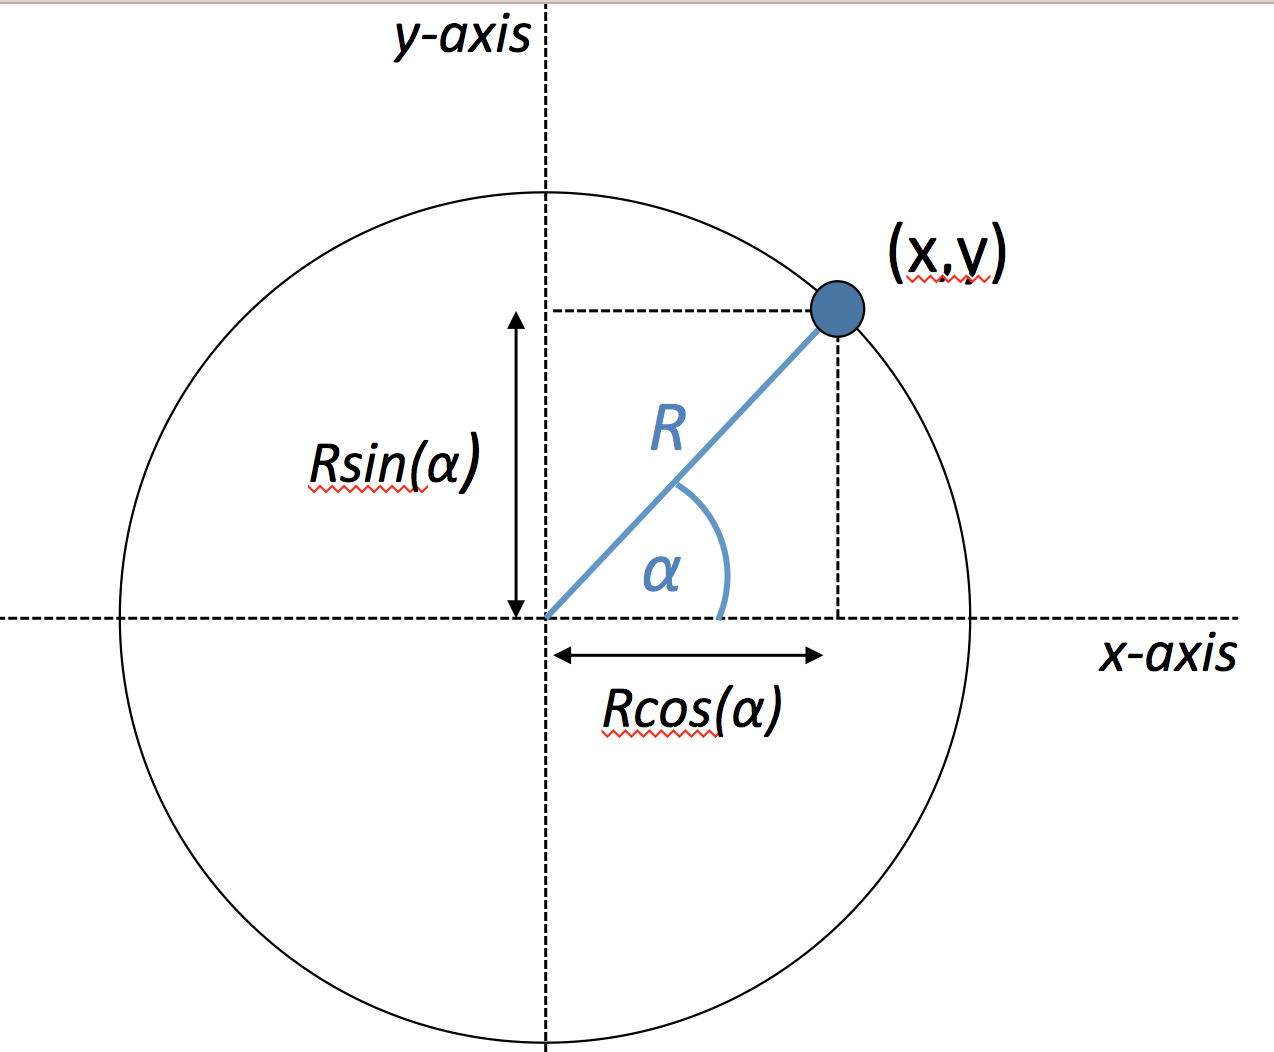 y-axis
(x,y)
R
Rsin(α)
α
x-axis
Rcos(α)